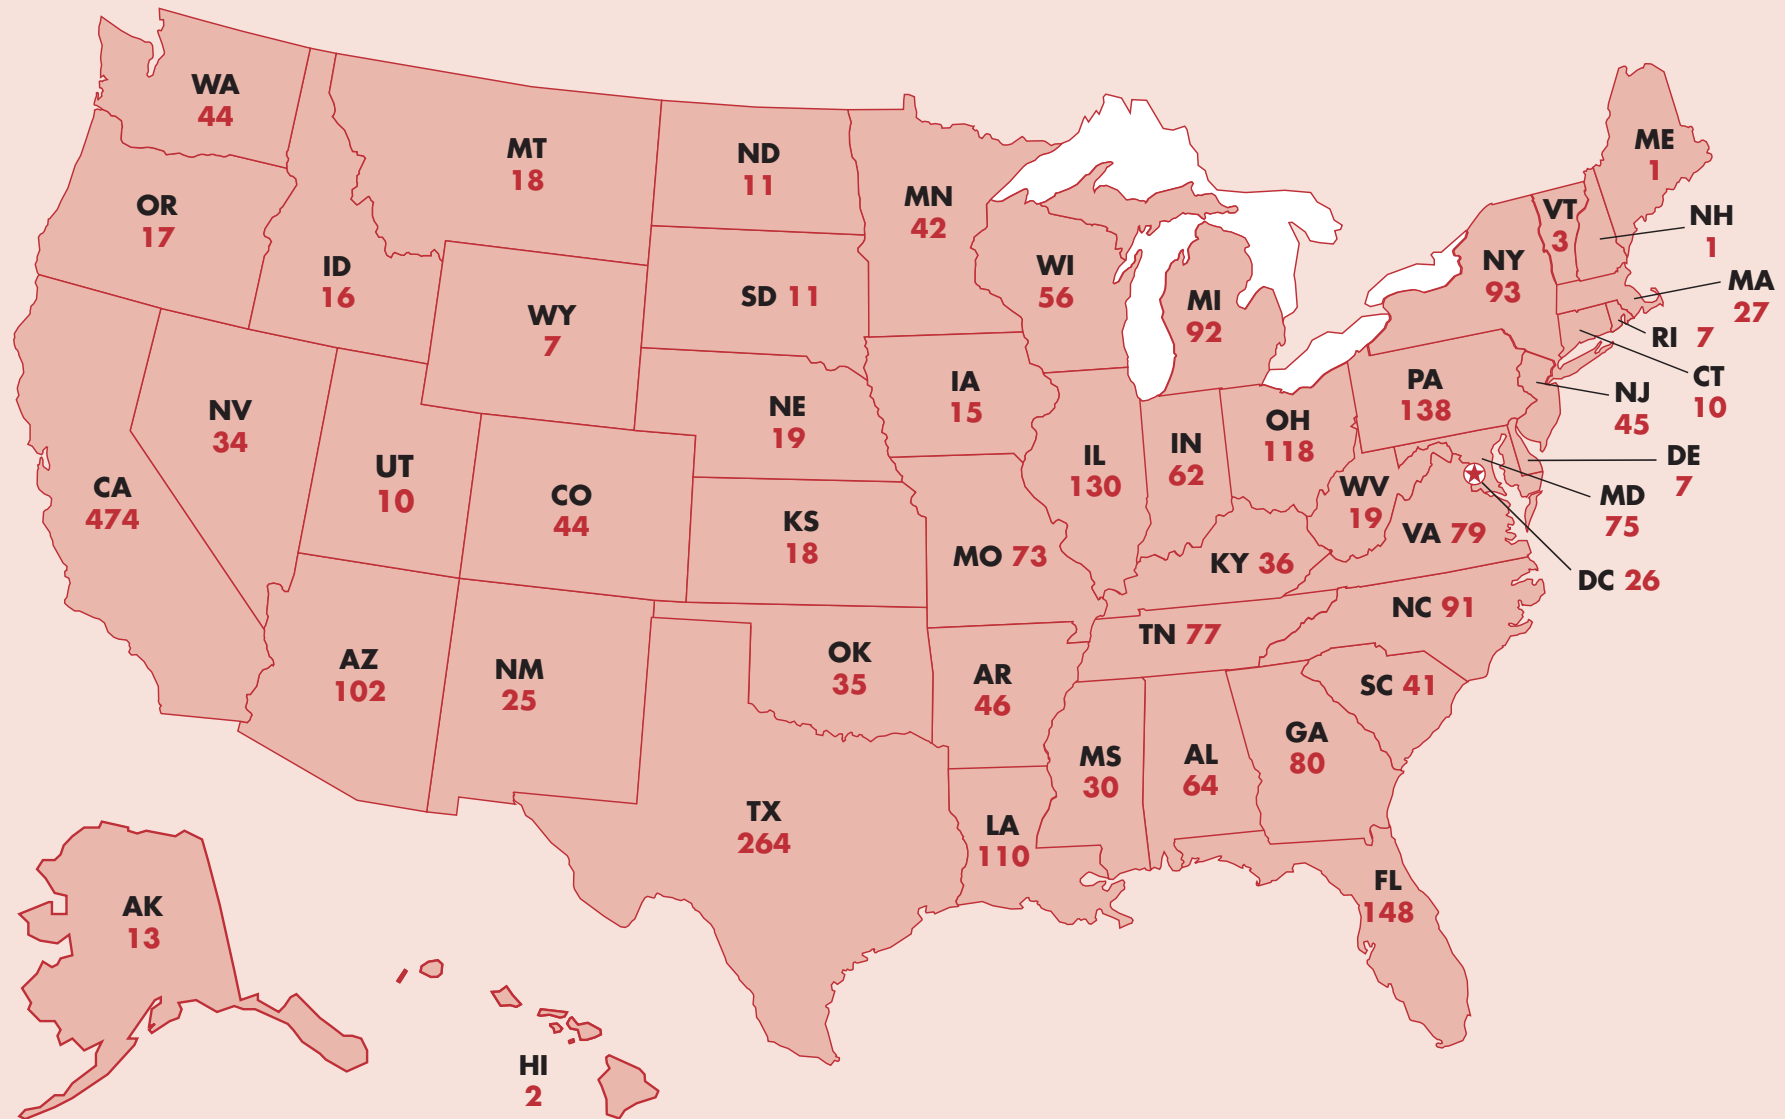 WA
44
OR
17
CA
474
NV
34
ID
16
MT
18
WY
7
UT
10
CO
44
AZ
102
NM
25
ND
11
SD 11
NE
19
KS
18
OK
35
TX
264
MN
42
IA
15
MO 73
AR
46
LA
110
WI
56
IL
130
MI
92
IN
62
OH
118
KY 36
TN 77
MS
30
AL
64
GA
80
FL
148
SC 41
NC 91
VA 79
WV
19
PA
138
NY
93
VT
3
ME
1
NH
1
MA
27
RI 7
CT
10
NJ
45
DE
7
MD
75
DC 26
AK
13
HI
2